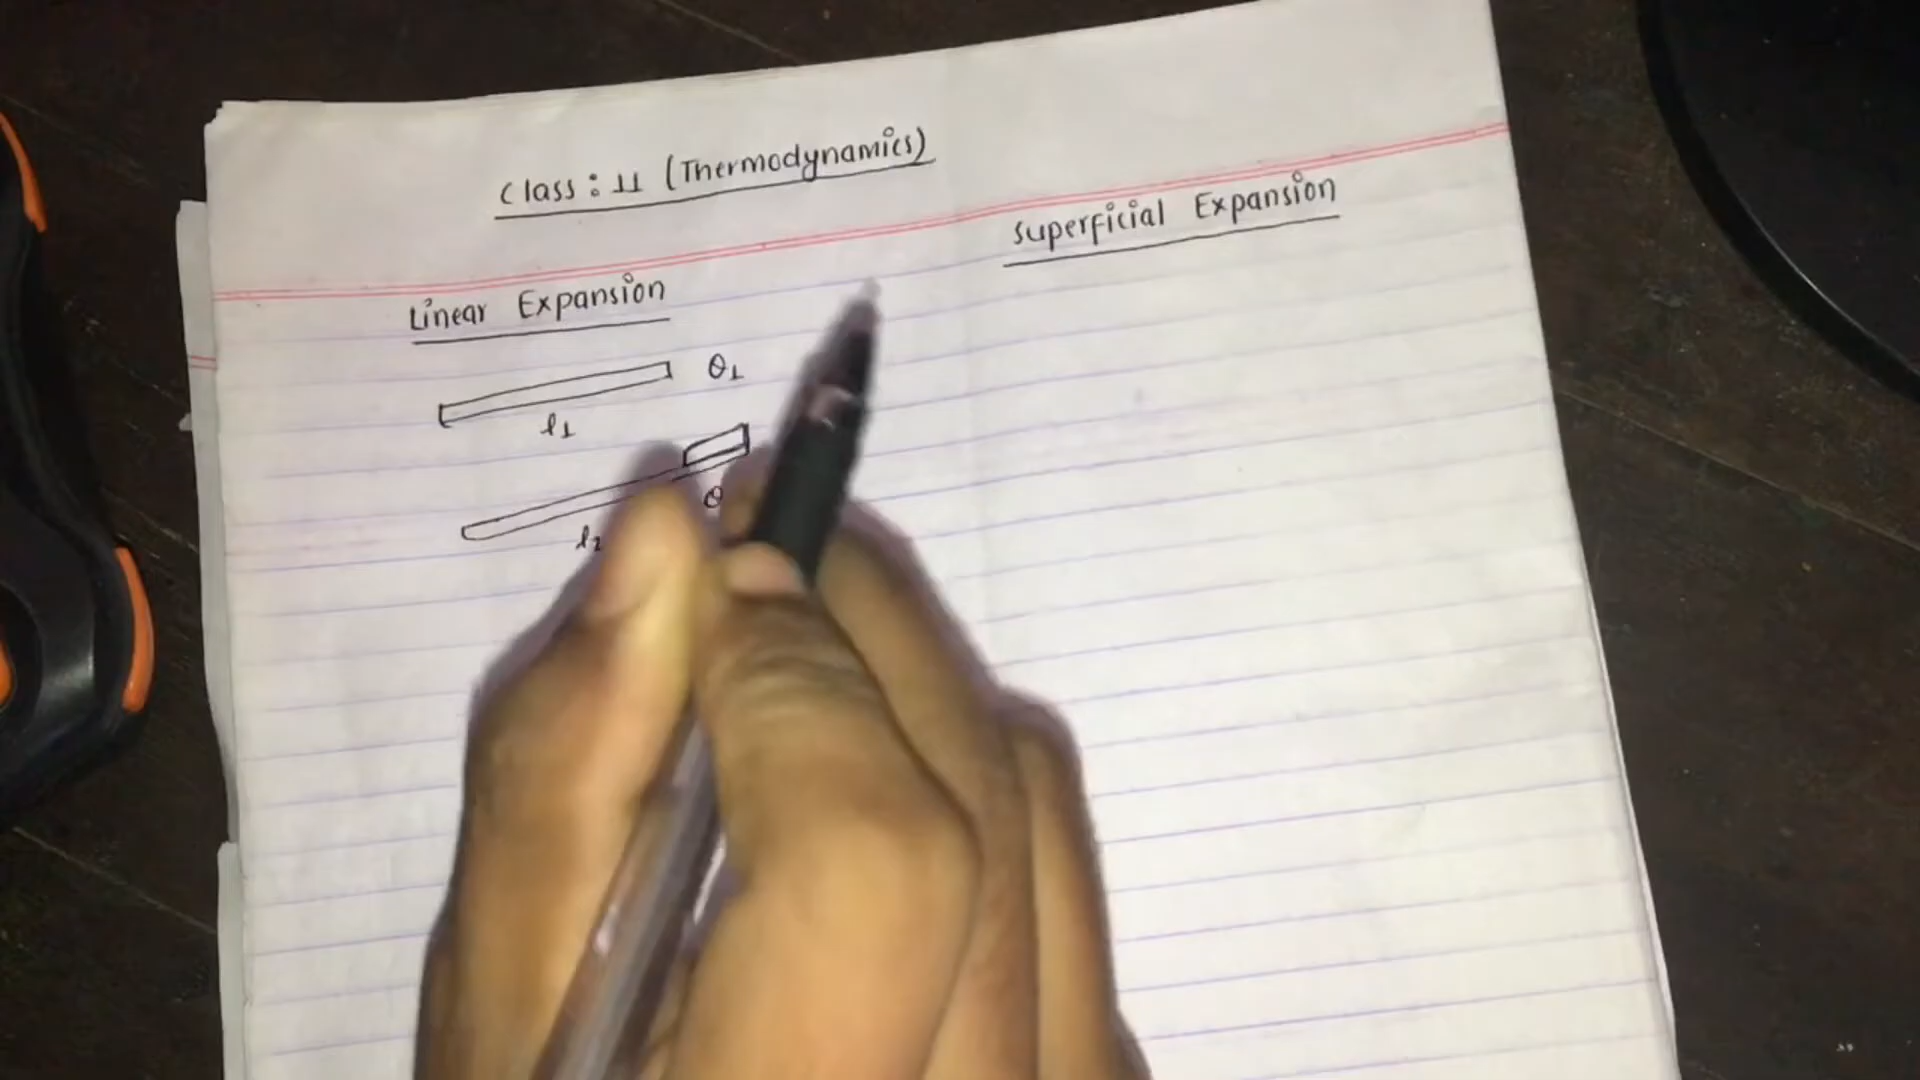 Class : 11 (Thermodynamics)
Linear Expansion
θ1
l1
θ
l2
Superficial Expansion